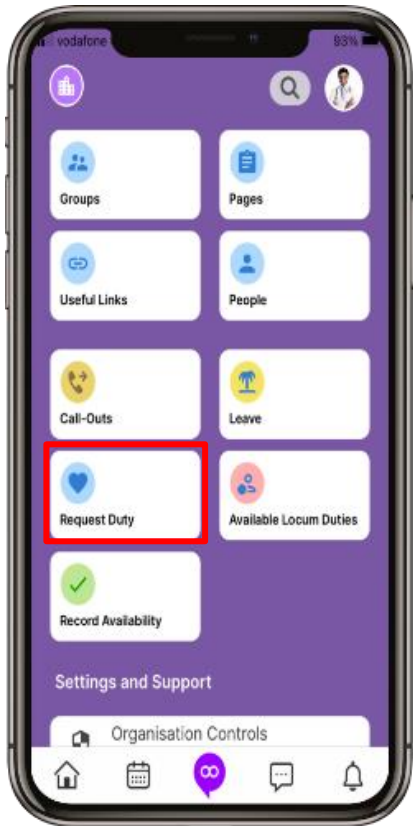 vodafone 93%
Groups Pages
Useful Links People
Call-Outs Leave
Request Duty Available Locum Duties
Record Availability
Settings and Support
Organisation Controls